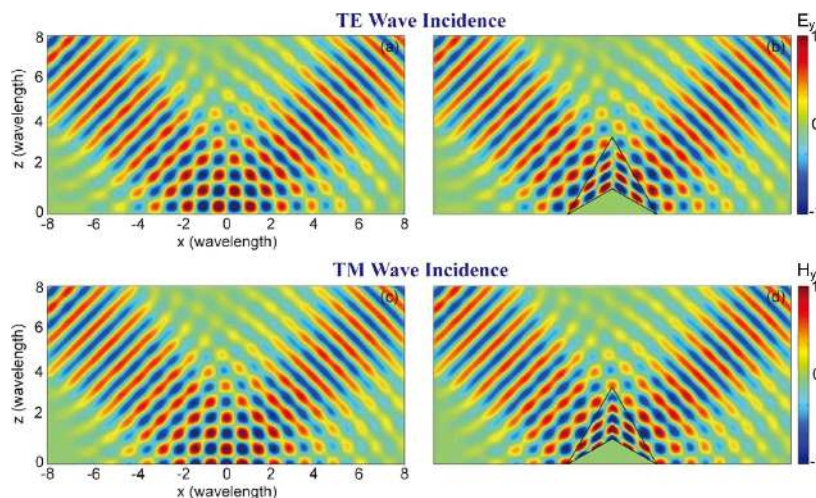 TE Wave Incidence
E_y
(a)
(b)
8
6
4
2
0
z (wavelength)
-8 -6 -4 -2 0 2 4 6 8
x (wavelength)
1
0
TM Wave Incidence
H_y
(c)
(d)
8
6
4
2
0
z (wavelength)
-8 -6 -4 -2 0 2 4 6 8
x (wavelength)
1
0